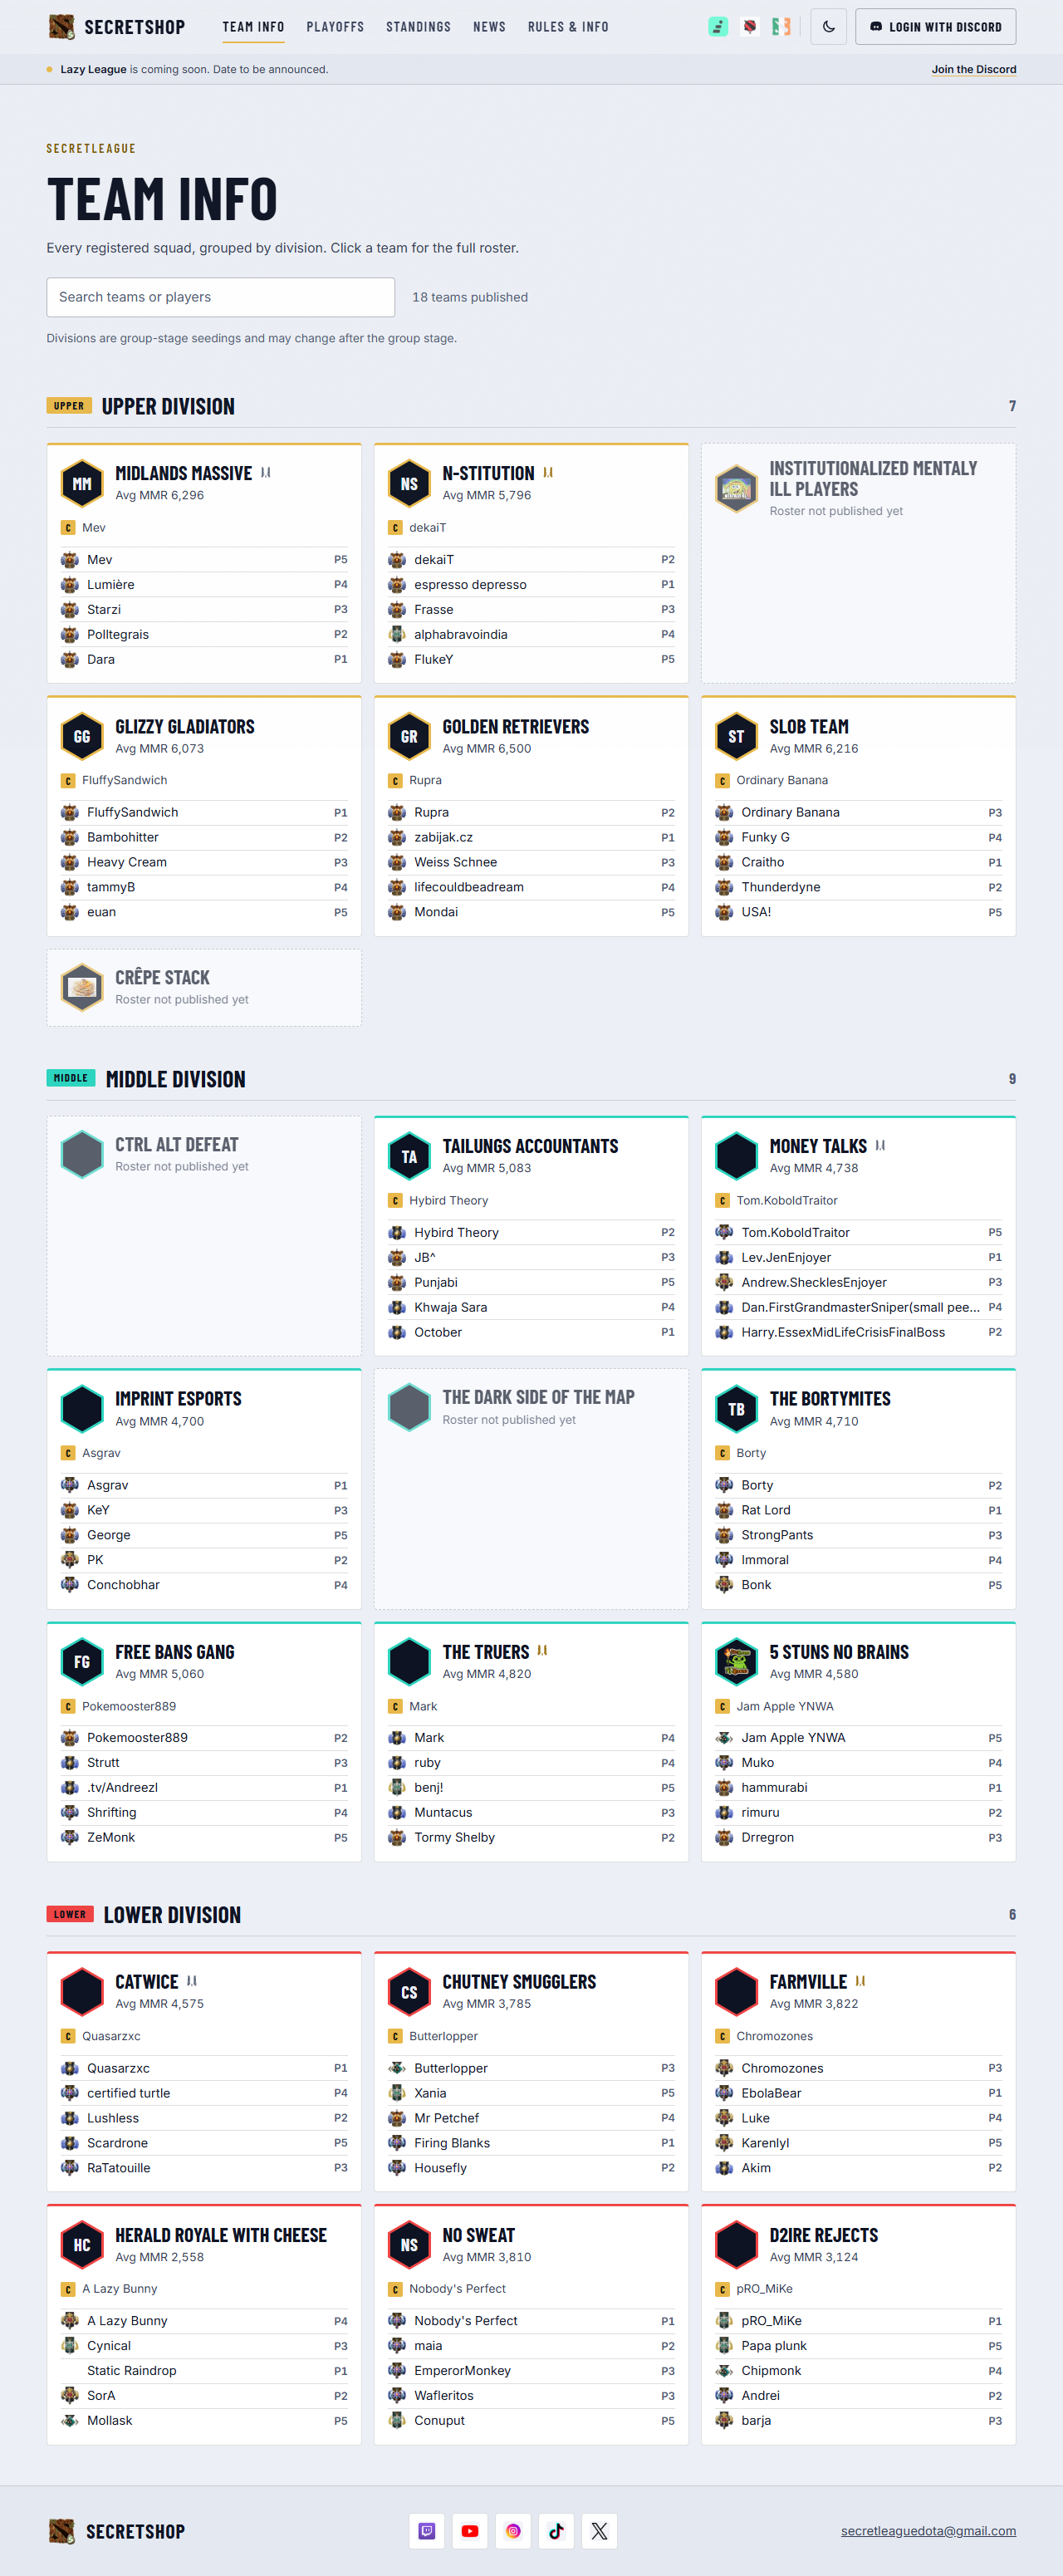 SECRETSHOP
TEAM INFO
PLAYOFFS
STANDINGS
NEWS
RULES & INFO
LOGIN WITH DISCORD
Lazy League is coming soon. Date to be announced.
Join the Discord
SECRETLEAGUE
TEAM INFO
Every registered squad, grouped by division. Click a team for the full roster.
Search teams or players
18 teams published
Divisions are group-stage seedings and may change after the group stage.
UPPER UPPER DIVISION
7
MM
MIDLANDS MASSIVE
Avg MMR 6,296
C Mev
Mev P5
Lumière P4
Starzi P3
Polltegrais P2
Dara P1
NS
N-STITUTION
Avg MMR 5,796
C dekaiT
dekaiT P2
espresso depresso P1
Frasse P3
alphabravoindia P4
FlukeY P5
INSTITUTIONALIZED MENTALY
ILL PLAYERS
Roster not published yet
GG
GLIZZY GLADIATORS
Avg MMR 6,073
C FluffySandwich
FluffySandwich P1
Bambohitter P2
Heavy Cream P3
tammyB P4
euan P5
GR
GOLDEN RETRIEVERS
Avg MMR 6,500
C Rupra
Rupra P2
zabijak.cz P1
Weiss Schnee P3
lifecouldbeadream P4
Mondai P5
ST
SLOB TEAM
Avg MMR 6,216
C Ordinary Banana
Ordinary Banana P3
Funky G P4
Craitho P1
Thunderdyne P2
USA! P5
CRÊPE STACK
Roster not published yet
MIDDLE MIDDLE DIVISION
9
CTRL ALT DEFEAT
Roster not published yet
TA
TAILUNGS ACCOUNTANTS
Avg MMR 5,083
C Hybird Theory
Hybird Theory P2
JB^ P3
Punjabi P5
Khwaja Sara P4
October P1
MONEY TALKS
Avg MMR 4,738
C Tom.KoboldTraitor
Tom.KoboldTraitor P5
Lev.JenEnjoyer P1
Andrew.ShecklesEnjoyer P3
Dan.FirstGrandmasterSniper(small pee... P4
Harry.EssexMidLifeCrisisFinalBoss P2
IMPRINT ESPORTS
Avg MMR 4,700
C Asgrav
Asgrav P1
KeY P3
George P5
PK P2
Conchobhar P4
THE DARK SIDE OF THE MAP
Roster not published yet
TB
THE BORTYMITES
Avg MMR 4,710
C Borty
Borty P2
Rat Lord P1
StrongPants P3
Immoral P4
Bonk P5
FG
FREE BANS GANG
Avg MMR 5,060
C Pokemooster889
Pokemooster889 P2
Strutt P3
.tv/Andreezl P1
Shrifting P4
ZeMonk P5
THE TRUERS
Avg MMR 4,820
C Mark
Mark P4
ruby P4
benj! P5
Muntacus P3
Tormy Shelby P2
5 STUNS NO BRAINS
Avg MMR 4,580
C Jam Apple YNWA
Jam Apple YNWA P5
Muko P4
hammurabi P1
rimuru P2
Drregron P3
LOWER LOWER DIVISION
6
CATWICE
Avg MMR 4,575
C Quasarzxc
Quasarzxc P1
certified turtle P4
Lushless P2
Scardrone P5
RaTatouille P3
CS
CHUTNEY SMUGGLERS
Avg MMR 3,785
C Butterlopper
Butterlopper P3
Xania P5
Mr Petchef P4
Firing Blanks P1
Housefly P2
FARMVILLE
Avg MMR 3,822
C Chromozones
Chromozones P3
EbolaBear P1
Luke P4
Karenlyl P5
Akim P2
HC
HERALD ROYALE WITH CHEESE
Avg MMR 2,558
C A Lazy Bunny
A Lazy Bunny P4
Cynical P3
Static Raindrop P1
SorA P2
Mollask P5
NS
NO SWEAT
Avg MMR 3,810
C Nobody's Perfect
Nobody's Perfect P1
maia P2
EmperorMonkey P3
Wafleritos P3
Conuput P5
D2IRE REJECTS
Avg MMR 3,124
C pRO_MiKe
pRO_MiKe P1
Papa plunk P5
Chipmonk P4
Andrei P2
barja P3
SECRETSHOP
secretleaguedota@gmail.com